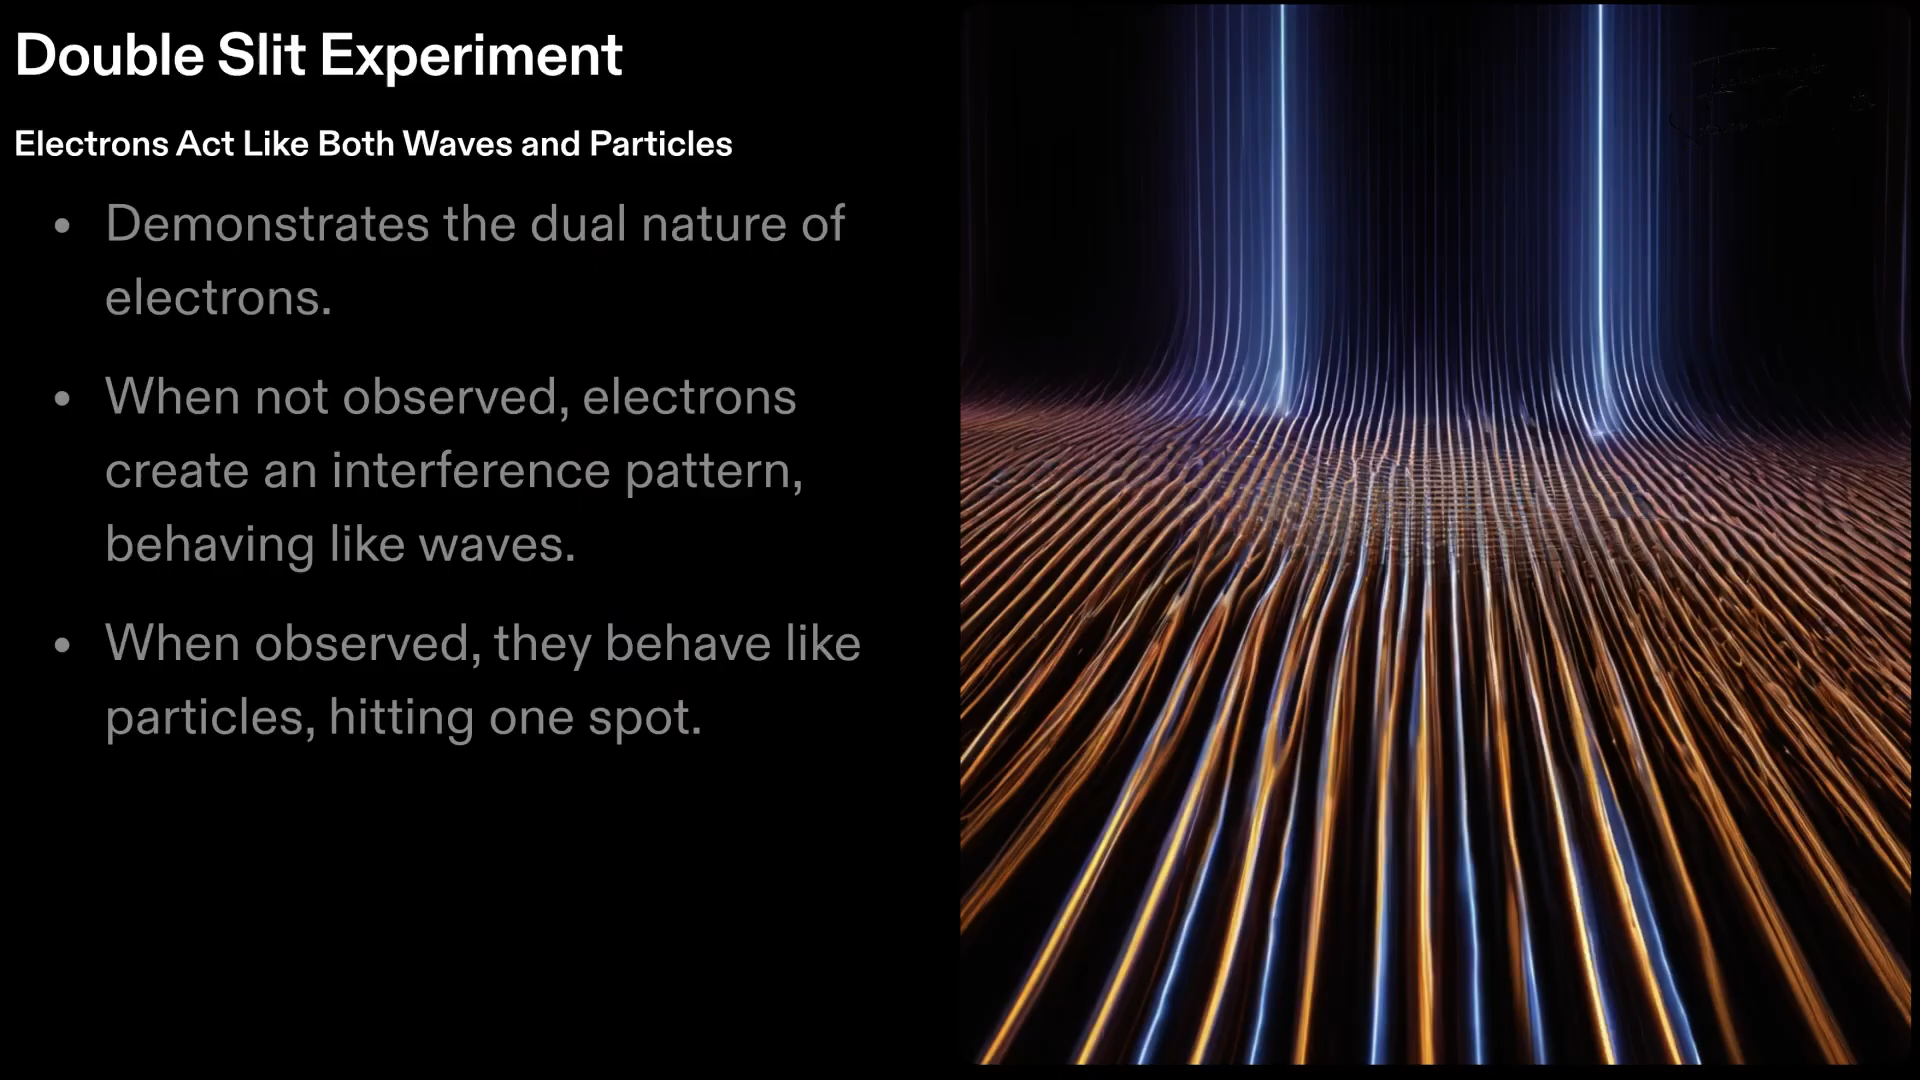 Double Slit Experiment
Electrons Act Like Both Waves and Particles
• Demonstrates the dual nature of
electrons.
• When not observed, electrons
create an interference pattern,
behaving like waves.
• When observed, they behave like
particles, hitting one spot.